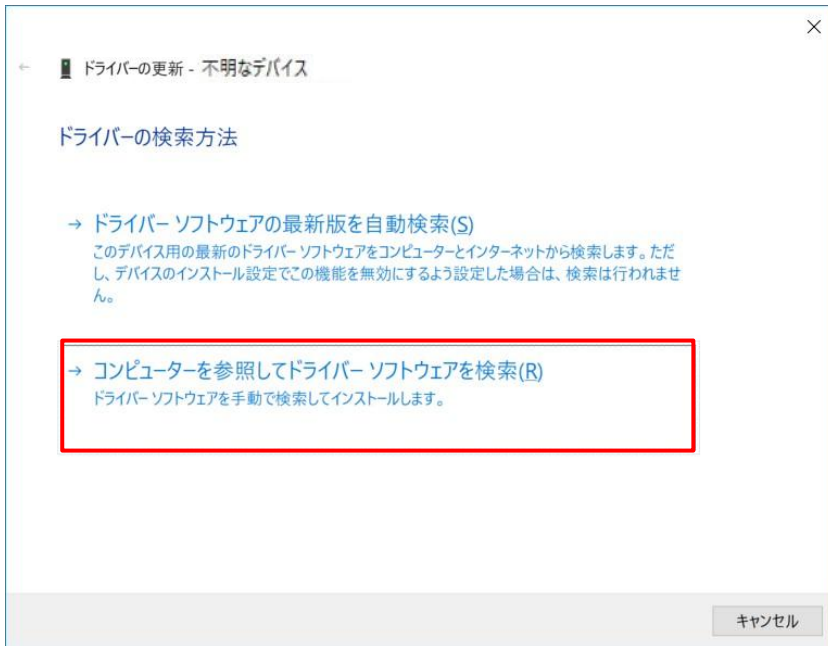 ドライバーの更新 - 不明なデバイス
ドライバーの検索方法
→ ドライバー ソフトウェアの最新版を自動検索(S)
このデバイス用の最新のドライバー ソフトウェアをコンピューターとインターネットから検索します。ただ
し、デバイスのインストール設定でこの機能を無効にするよう設定した場合は、検索は行われませ
ん。
→ コンピューターを参照してドライバー ソフトウェアを検索(R)
ドライバー ソフトウェアを手動で検索してインストールします。
キャンセル